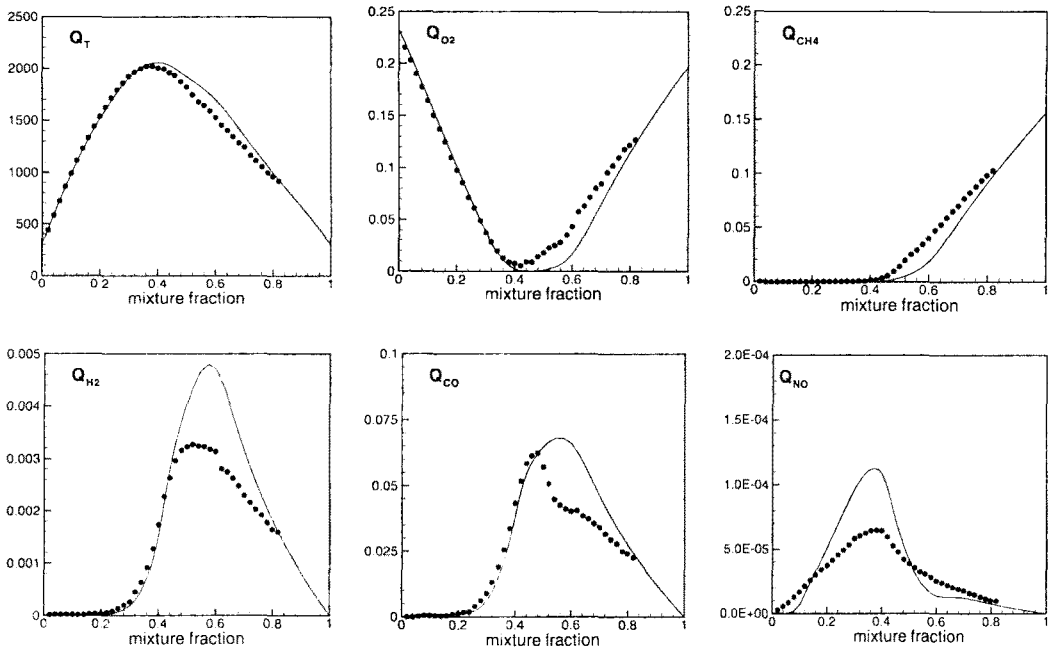 2500
2000
1500
1000
500
0
Q_T
0 0.2 0.4 0.6 0.8 1
mixture fraction
0.25
0.2
0.15
0.1
0.05
0
Q_O2
0 0.2 0.4 0.6 0.8 1
mixture fraction
0.25
0.2
0.15
0.1
0.05
0
Q_CH4
0 0.2 0.4 0.6 0.8 1
mixture fraction
0.005
0.004
0.003
0.002
0.001
0
Q_H2
0 0.2 0.4 0.6 0.8 1
mixture fraction
0.1
0.075
0.05
0.025
0
Q_CO
0 0.2 0.4 0.6 0.8 1
mixture fraction
2.0E-04
1.5E-04
1.0E-04
5.0E-05
0.0E+00
Q_NO
0 0.2 0.4 0.6 0.8 1
mixture fraction